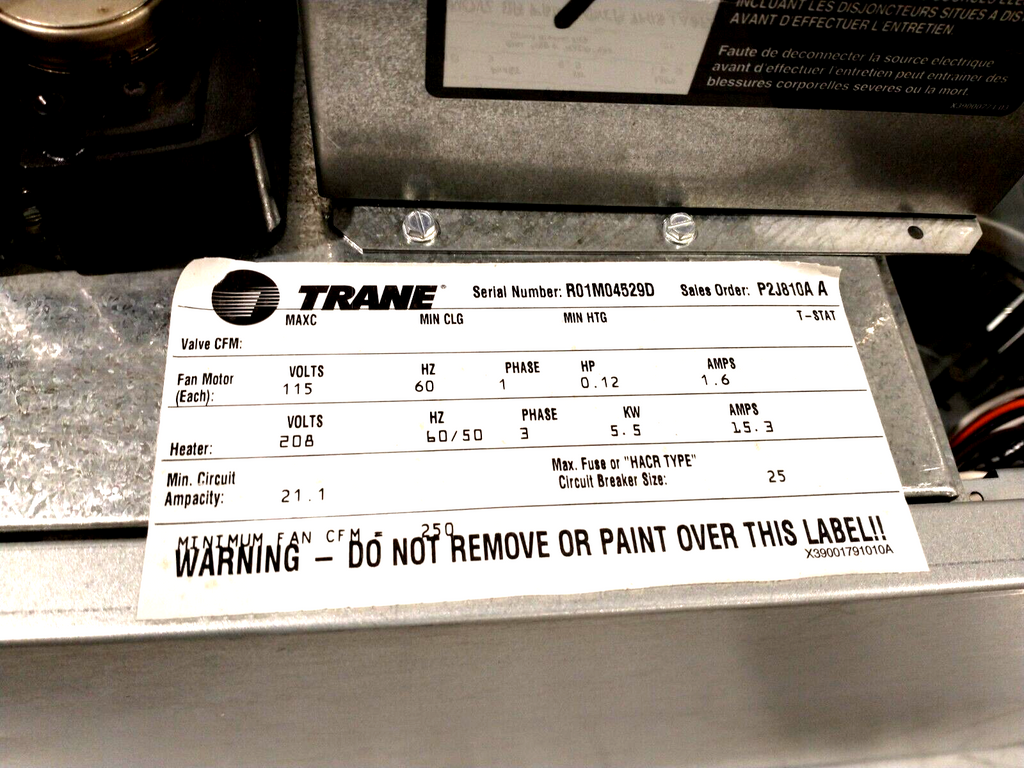 INCLUANT LES DISJONCTEURS SITUES A DIS
AVANT D'EFFECTUER L'ENTRETIEN.
Faute de deconnecter la source electrique
avant d'effectuer l'entretien peut entrainer des
blessures corporelles severes ou la mort.
TRANE® Serial Number: R01M04529D Sales Order: P2J810A A
MAXC MIN CLG MIN HTG T-STAT
Valve CFM:
VOLTS HZ PHASE HP AMPS
Fan Motor (Each): 115 60 1 0.12 1.6
VOLTS HZ PHASE KW AMPS
Heater: 208 60/50 3 5.5 15.3
Min. Circuit Ampacity: 21.1 Max. Fuse or "HACR TYPE" Circuit Breaker Size: 25
MINIMUM FAN CFM = 250
WARNING – DO NOT REMOVE OR PAINT OVER THIS LABEL!!
X39001791010A